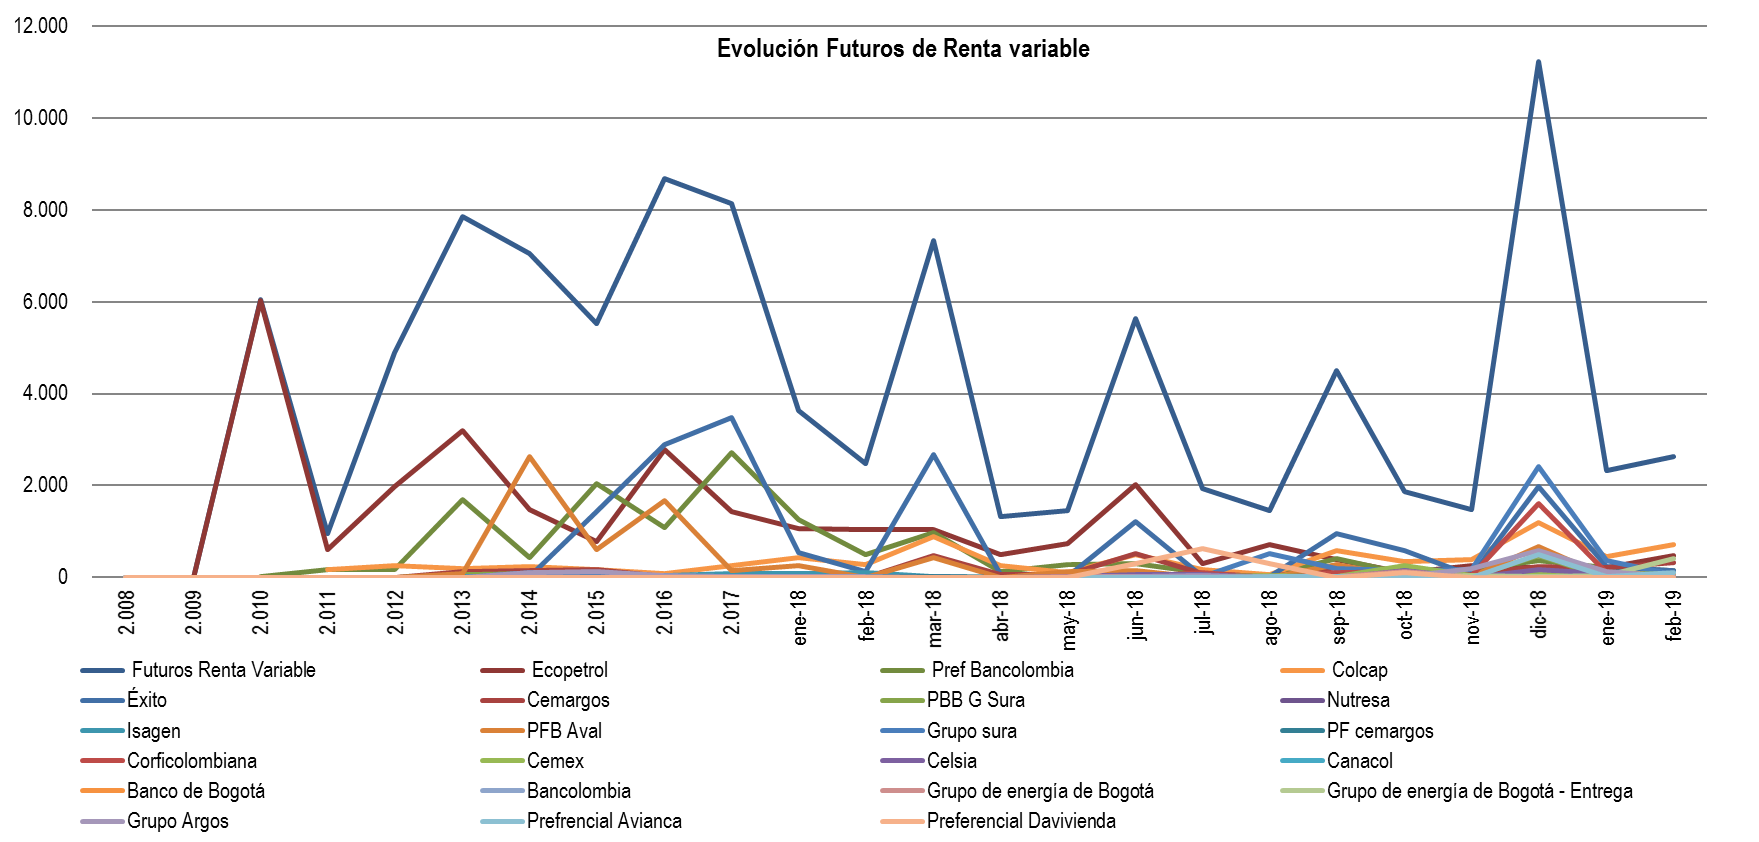 Evolución Futuros de Renta variable
12.000
10.000
8.000
6.000
4.000
2.000
0
2.008 2.009 2.010 2.011 2.012 2.013 2.014 2.015 2.016 2.017 ene-18 feb-18 mar-18 abr-18 may-18 jun-18 jul-18 ago-18 sep-18 oct-18 nov-18 dic-18 ene-19 feb-19
Futuros Renta Variable Ecopetrol Pref Bancolombia Colcap
Éxito Cemargos PBB G Sura Nutresa
Isagen PFB Aval Grupo sura PF cemargos
Corficolombiana Cemex Celsia Canacol
Banco de Bogotá Bancolombia Grupo de energía de Bogotá Grupo de energía de Bogotá - Entrega
Grupo Argos Prefrencial Avianca Preferencial Davivienda